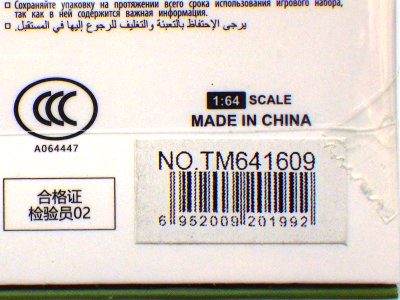 Сохраняйте упаковку на протяжении всего срока использования игрового набора,
так как в ней содержится важная информация.
يرجى الإحتفاظ بالتعبئة والتغليف للرجوع إليها في المستقبل.
CCC
A064447
1:64 SCALE
MADE IN CHINA
NO.TM641609
6 952009 201992
合格证
检验员02